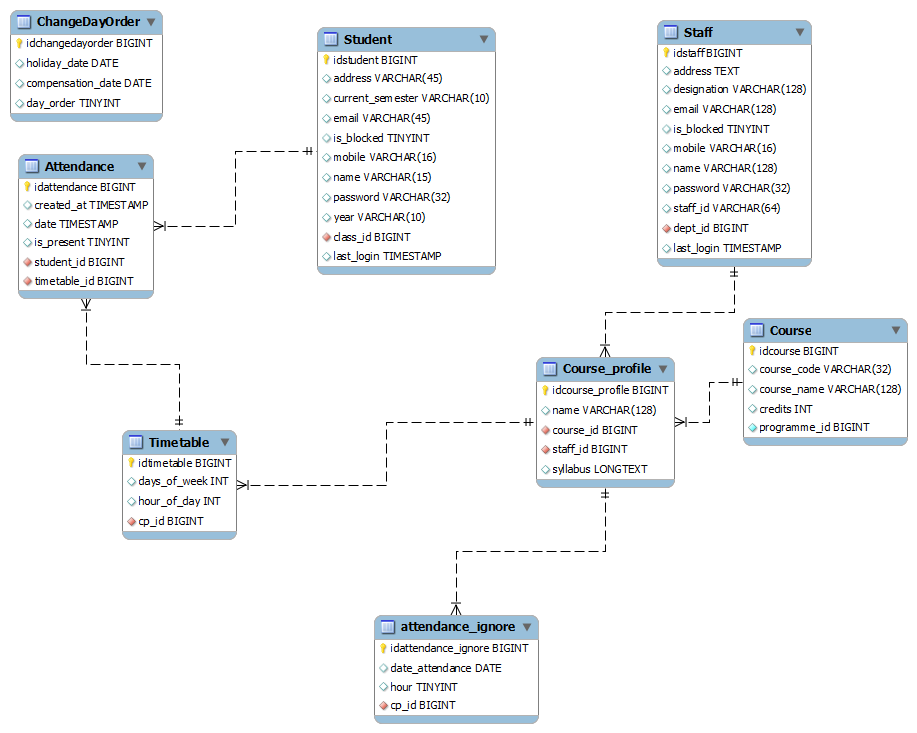 ChangeDayOrder
idchangedayorder BIGINT
holiday_date DATE
compensation_date DATE
day_order TINYINT
Student
idstudent BIGINT
address VARCHAR(45)
current_semester VARCHAR(10)
email VARCHAR(45)
is_blocked TINYINT
mobile VARCHAR(16)
name VARCHAR(15)
password VARCHAR(32)
year VARCHAR(10)
class_id BIGINT
last_login TIMESTAMP
Staff
idstaff BIGINT
address TEXT
designation VARCHAR(128)
email VARCHAR(128)
is_blocked TINYINT
mobile VARCHAR(16)
name VARCHAR(128)
password VARCHAR(32)
staff_id VARCHAR(64)
dept_id BIGINT
last_login TIMESTAMP
Attendance
idattendance BIGINT
created_at TIMESTAMP
date TIMESTAMP
is_present TINYINT
student_id BIGINT
timetable_id BIGINT
Course
idcourse BIGINT
course_code VARCHAR(32)
course_name VARCHAR(128)
credits INT
programme_id BIGINT
Course_profile
idcourse_profile BIGINT
name VARCHAR(128)
course_id BIGINT
staff_id BIGINT
syllabus LONGTEXT
Timetable
idtimetable BIGINT
days_of_week INT
hour_of_day INT
cp_id BIGINT
attendance_ignore
idattendance_ignore BIGINT
date_attendance DATE
hour TINYINT
cp_id BIGINT